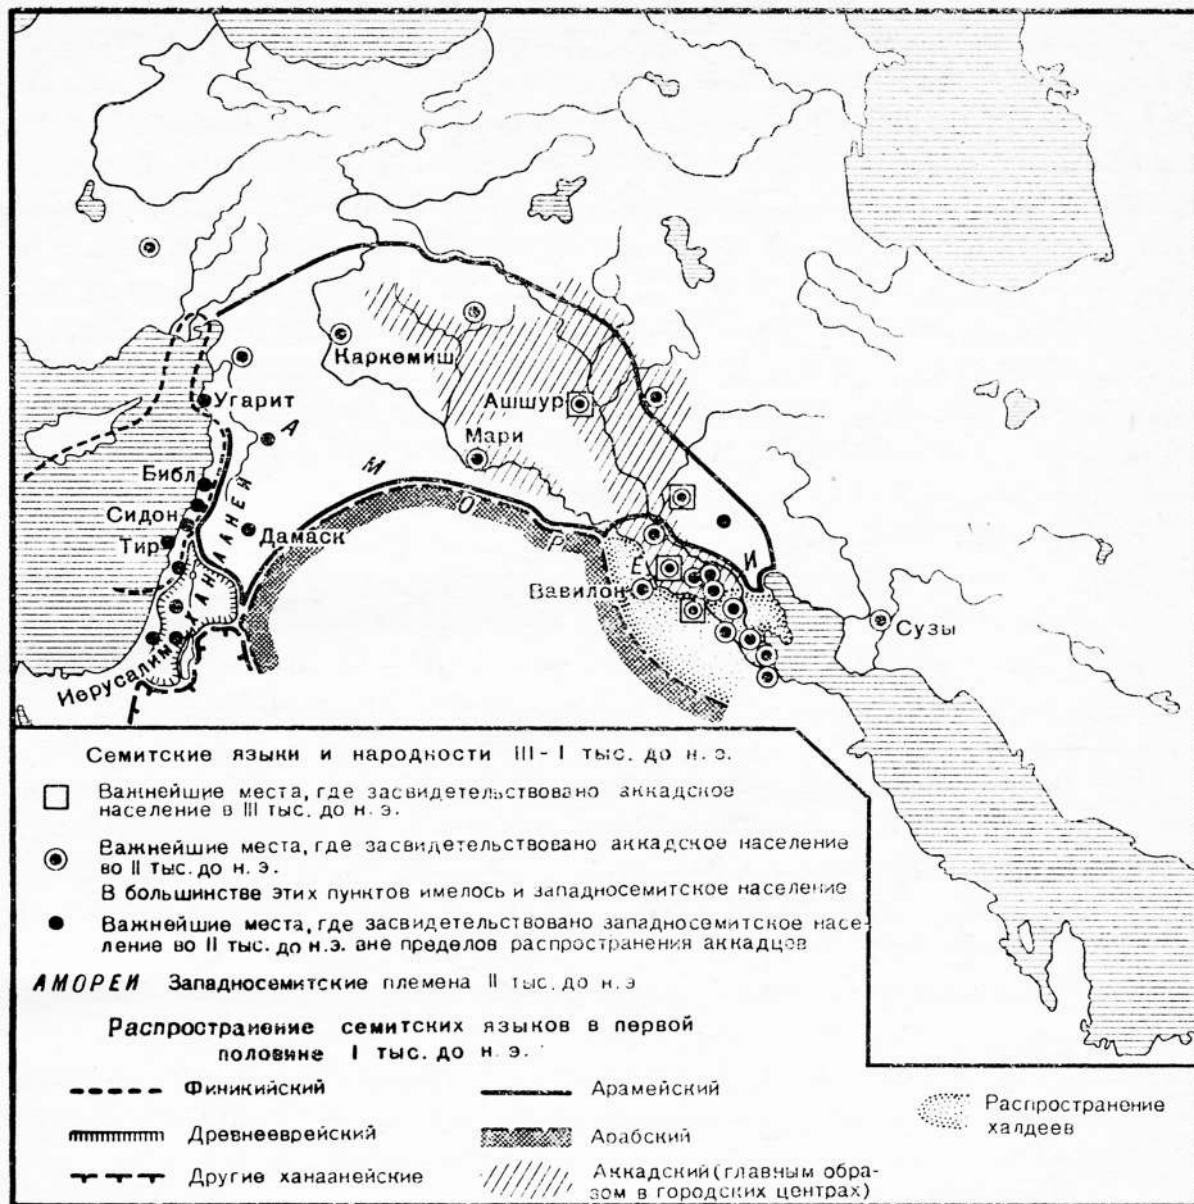 Каркемиш
Угарит
Ашшур
Мари
Библ
Сидон
Дамаск
Тир
Вавилон
Сузы
Иерусалим
ХАНААНЕИ
А М О Р Е И
Семитские языки и народности III - I тыс. до н. э.
Важнейшие места, где засвидетельствовано аккадское
население в III тыс. до н. э.
Важнейшие места, где засвидетельствовано аккадское население
во II тыс. до н. э.
В большинстве этих пунктов имелось и западносемитское население
Важнейшие места, где засвидетельствовано западносемитское насе-
ление во II тыс. до н.э. вне пределов распространения аккадцов
АМОРЕИ Западносемитские племена II тыс. до н. э
Распространение семитских языков в первой
половине I тыс. до н. э.
Финикийский
Древнееврейский
Другие ханаанейские
Арамейский
Арабский
Аккадский (главным обра-
зом в городских центрах)
Распространение
халдеев